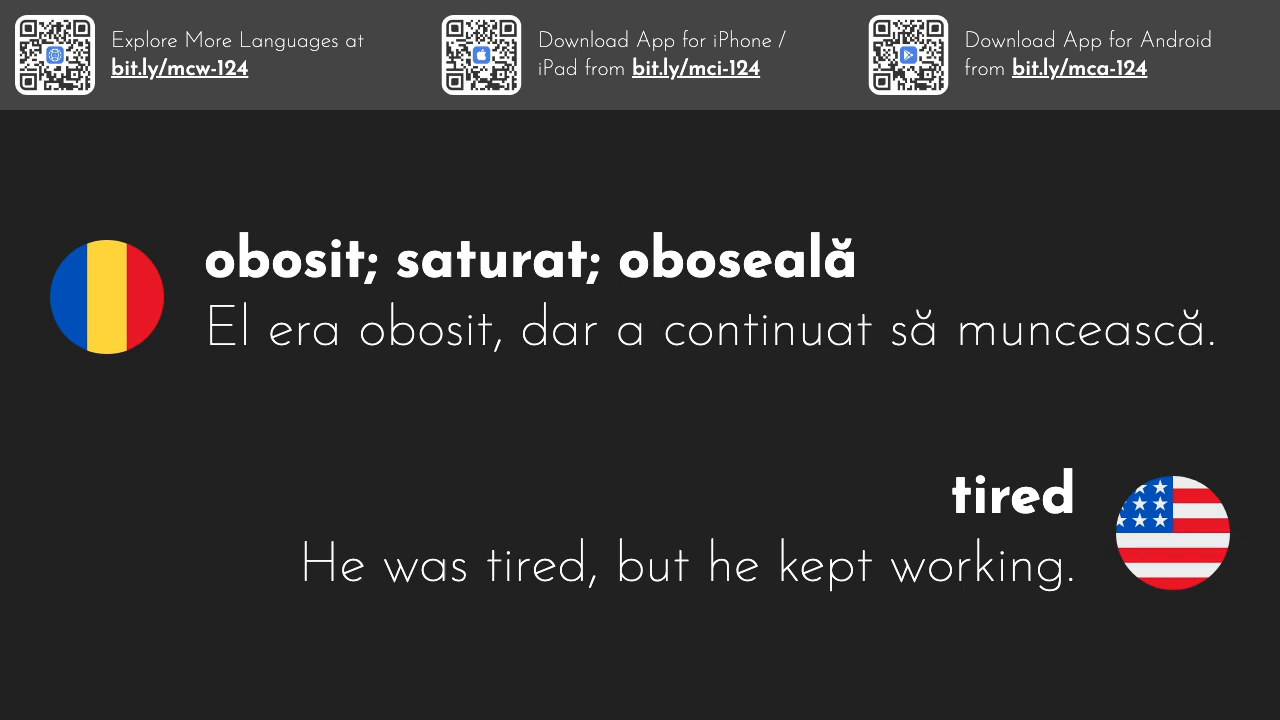 Explore More Languages at
bit.ly/mcw-124
Download App for iPhone /
iPad from bit.ly/mci-124
Download App for Android
from bit.ly/mca-124
obosit; saturat; oboseală
El era obosit, dar a continuat să muncească.
tired
He was tired, but he kept working.